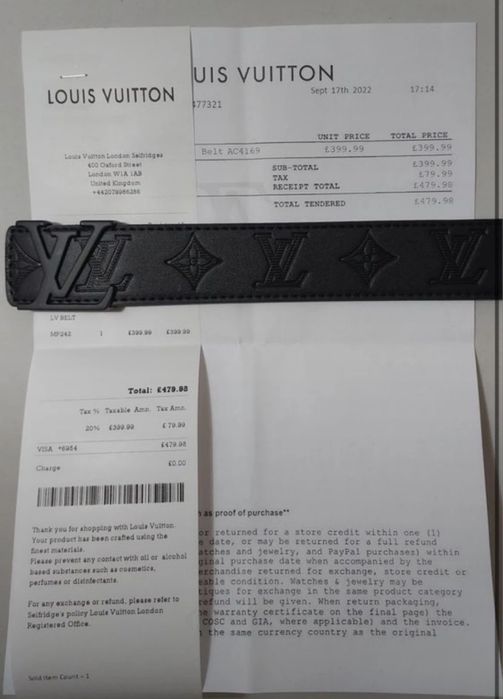 LOUIS VUITTON
Louis Vuitton London Selfridges
400 Oxford Street
London W1A 1AB
United Kingdom
+442079986286
UIS VUITTON
Sept 17th 2022 17:14
477321
UNIT PRICE TOTAL PRICE
Belt AC4169 £399.99 £399.99
SUB-TOTAL £399.99
TAX £79.99
RECEIPT TOTAL £479.98
TOTAL TENDERED £479.98
LV
LV
LV
LV
LV BELT
MP242 1 £399.99 £399.99
Total: £479.98
Tax % Taxable Amn. Tax Amn.
20% £399.99 £79.99
VISA *6984 £479.98
Charge £0.00
Thank you for shopping with Louis Vuitton.
Your product has been crafted using the
finest materials.
Please prevent any contact with oil or alcohol
based substances such as cosmetics,
perfumes or disinfectants.
For any exchange or refund, please refer to
Selfridge's policy Louis Vuitton London
Registered Office.
Sold Item Count = 1
as proof of purchase**
or returned for a store credit within one (1)
date, or may be returned for a full refund
atches and jewelry, and PayPal purchases) within
ginal purchase date when accompanied by the
erchandise returned for exchange, store credit or
eable condition. Watches & jewelry may be
tiques for exchange in the same product category
refund will be given. When return packaging,
he warranty certificate on the final page) the
COSC and GIA, where applicable) and the invoice.
n the same currency country as the original